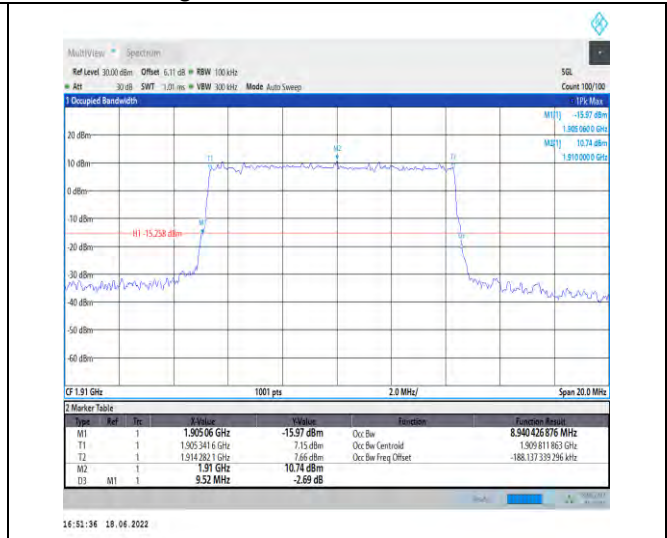 MultiView Spectrum
Ref Level 30.00 dBm Offset 6.11 dB RBW 100 kHz SGL
Att 30 dB SWT 1.01 ms VBW 300 kHz Mode Auto Sweep Count 100/100
1 Occupied Bandwidth 1Pk Max
M1[1] -15.97 dBm
1.905 060 0 GHz
M2[1] 10.74 dBm
1.910 000 0 GHz
20 dBm
M2
T1
10 dBm
0 dBm
-10 dBm
M1
H1 -15.258 dBm
-20 dBm
-30 dBm
-40 dBm
-50 dBm
-60 dBm
CF 1.91 GHz 1001 pts 2.0 MHz/ Span 20.0 MHz
2 Marker Table
Type Ref Trc X-Value Y-Value Function Function Result
M1 1 1.90506 GHz -15.97 dBm Occ Bw 8.940 426 876 MHz
T1 1 1.905 341 6 GHz 7.15 dBm Occ Bw Centroid 1.909 811 863 GHz
T2 1 1.914 282 1 GHz 7.66 dBm Occ Bw Freq Offset -188.137 339 296 kHz
M2 1 1.91 GHz 10.74 dBm
D3 M1 1 9.52 MHz -2.69 dB
16:51:36 18.06.2022